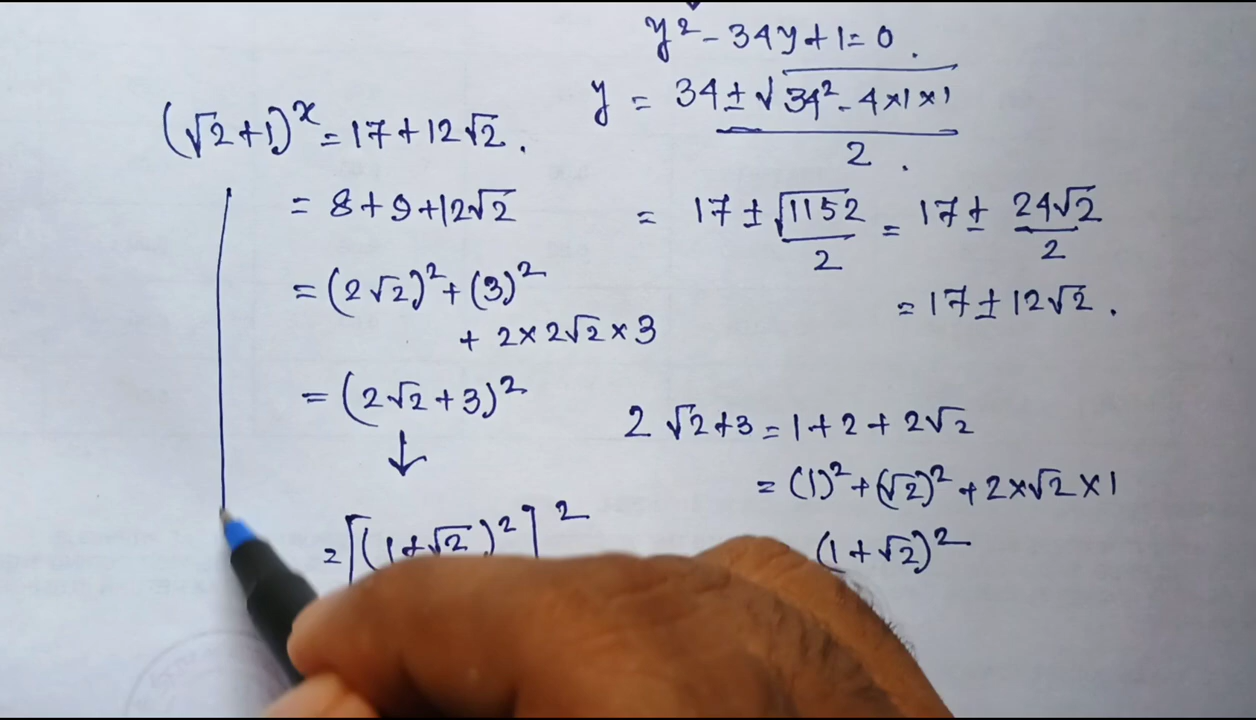 y² - 34y + 1 = 0 .
y = 34 ± √34² - 4×1×1 / 2 .
= 17 ± √1152 / 2 = 17 ± 24√2 / 2
= 17 ± 12√2 .
(√2+1)ˣ = 17 + 12√2 .
= 8 + 9 + 12√2
= (2√2)² + (3)²
+ 2×2√2×3
= (2√2 + 3)²
↓
= [(1+√2)²]²
2√2+3 = 1 + 2 + 2√2
= (1)² + (√2)² + 2×√2×1
(1+√2)²